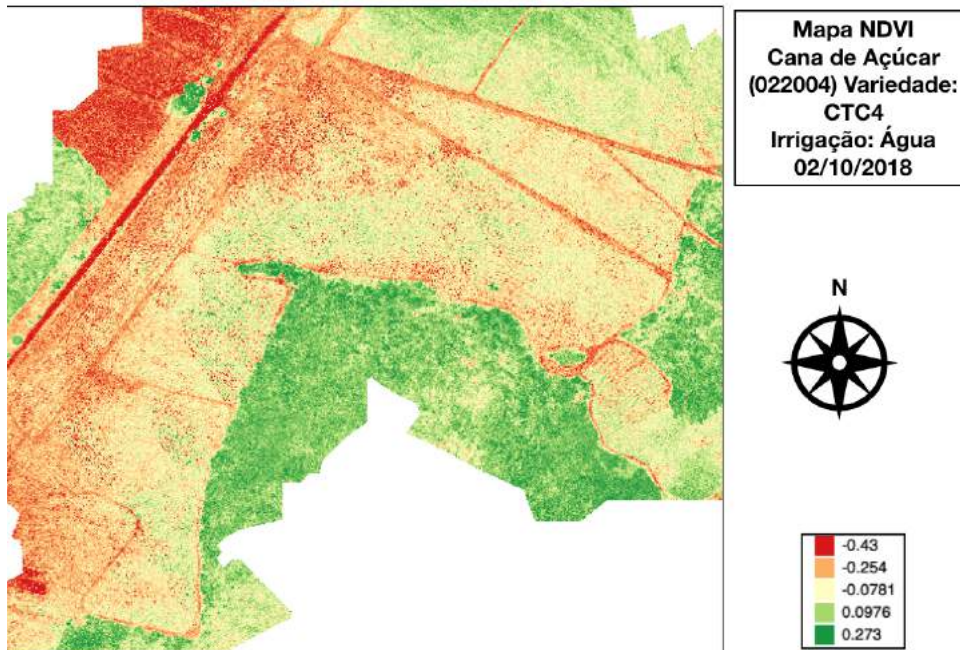 Mapa NDVI
Cana de Açúcar
(022004) Variedade:
CTC4
Irrigação: Água
02/10/2018
N
-0.43
-0.254
-0.0781
0.0976
0.273